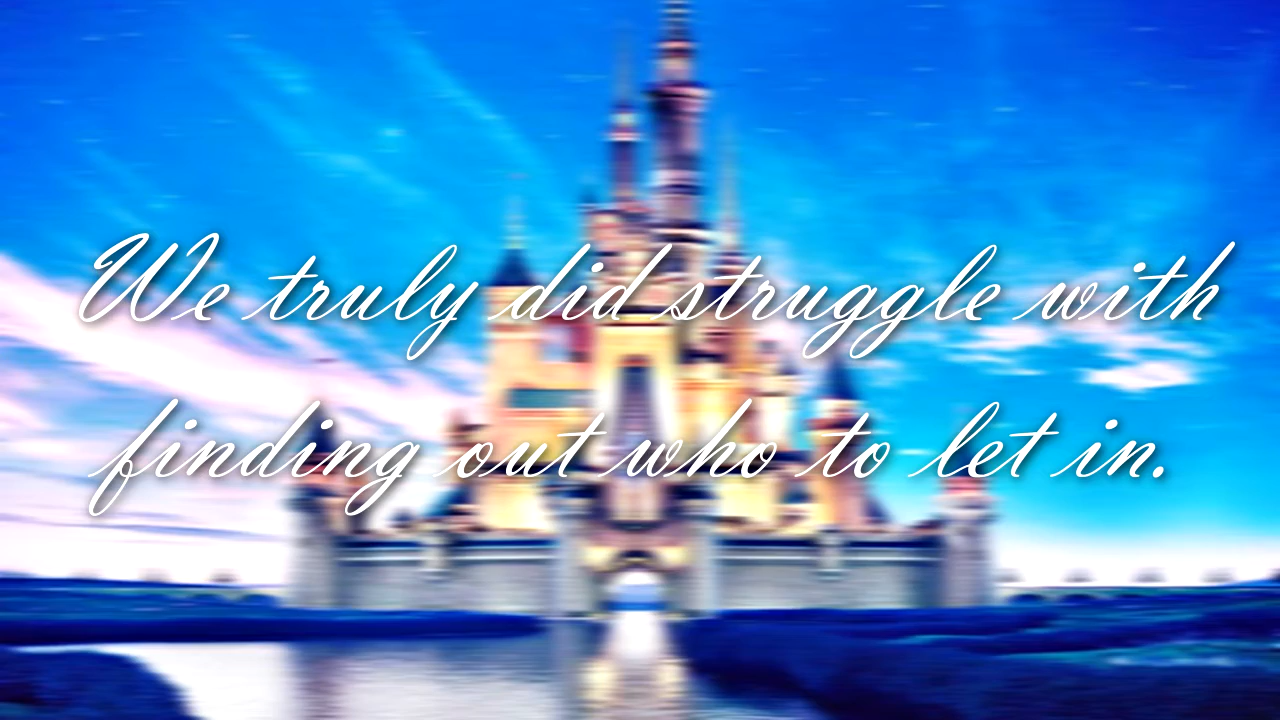 We truly did struggle with
finding out who to let in.